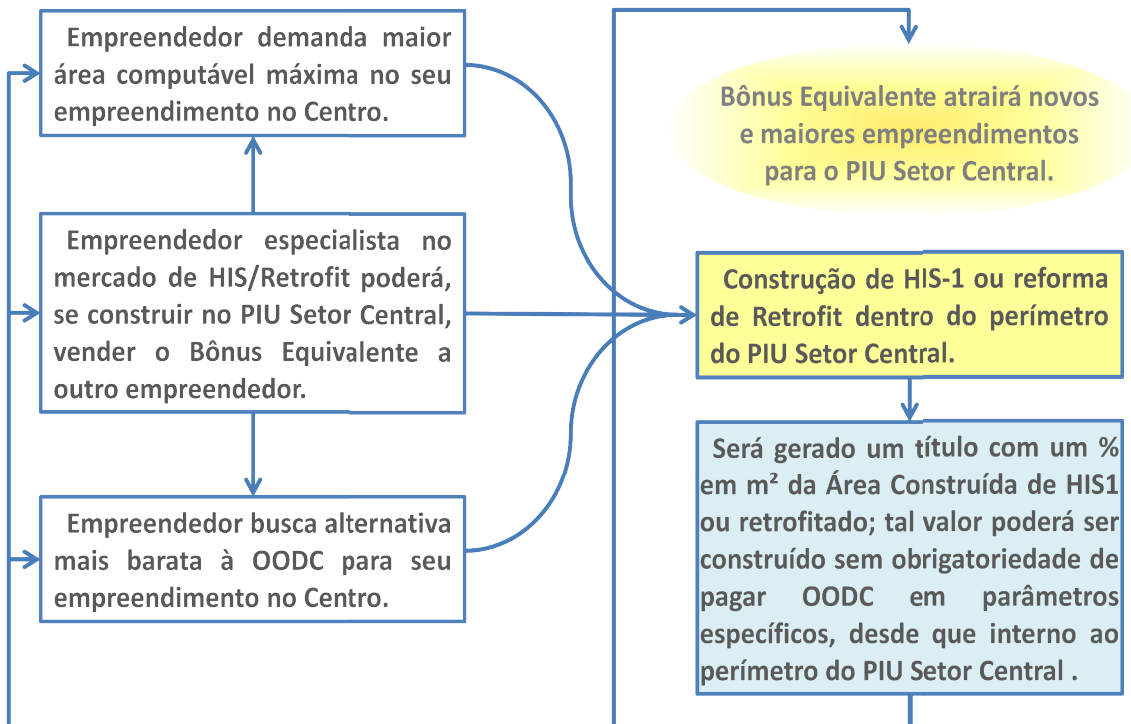 Empreendedor demanda maior
área computável máxima no seu
empreendimento no Centro.
Empreendedor especialista no
mercado de HIS/Retrofit poderá,
se construir no PIU Setor Central,
vender o Bônus Equivalente a
outro empreendedor.
Empreendedor busca alternativa
mais barata à OODC para seu
empreendimento no Centro.
Bônus Equivalente atrairá novos
e maiores empreendimentos
para o PIU Setor Central.
Construção de HIS-1 ou reforma
de Retrofit dentro do perímetro
do PIU Setor Central.
Será gerado um título com um %
em m² da Área Construída de HIS1
ou retrofitado; tal valor poderá ser
construído sem obrigatoriedade de
pagar OODC em parâmetros
específicos, desde que interno ao
perímetro do PIU Setor Central .